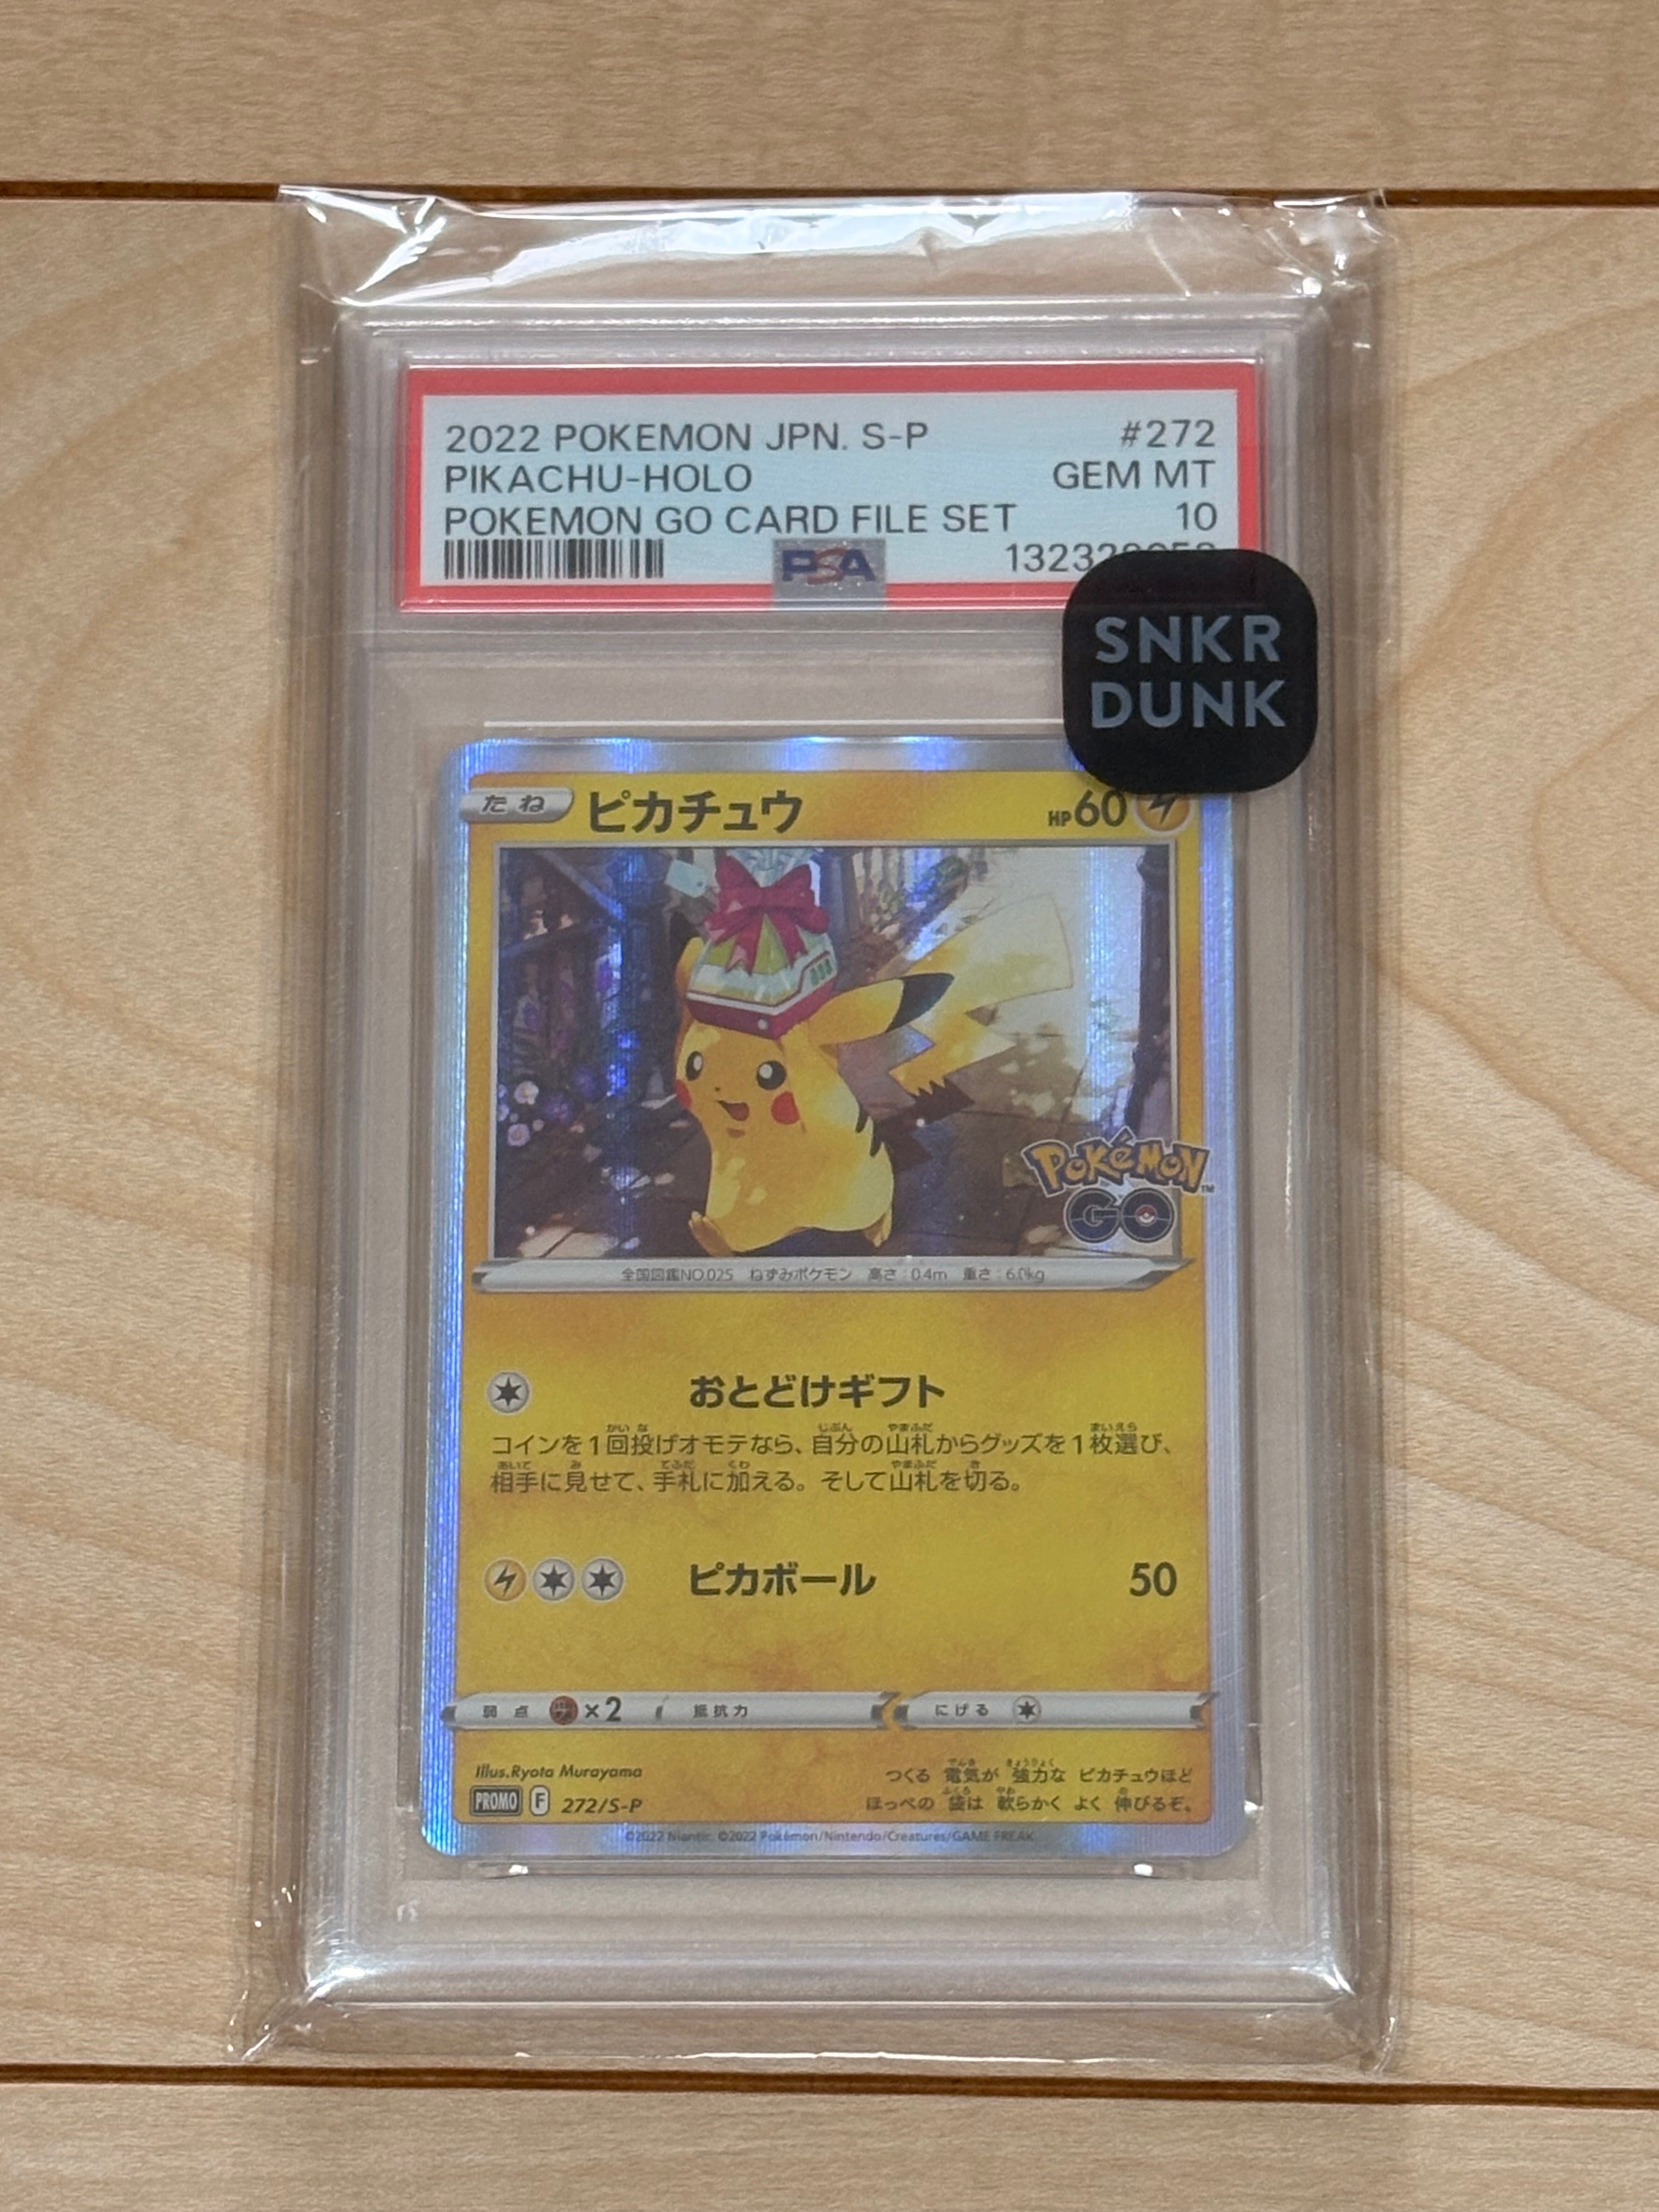 2022 POKEMON JPN. S-P #272
PIKACHU-HOLO GEM MT
POKEMON GO CARD FILE SET 10
PSA
SNKR
DUNK
たね ピカチュウ HP60
Pokémon
GO
全国図鑑NO.025 ねずみポケモン 高さ:0.4m 重さ:6.0kg
おとどけギフト
コインを1回投げオモテなら、自分の山札からグッズを1枚選び、
相手に見せて、手札に加える。そして山札を切る。
ピカボール 50
弱点 ×2 抵抗力 にげる
Illus.Ryota Murayama
つくる 電気が 強力な ピカチュウほど
PROMO F 272/S-P
ほっぺの 袋は 軟らかく よく 伸びるぞ。
©2022 Niantic. ©2022 Pokémon/Nintendo/Creatures/GAME FREAK